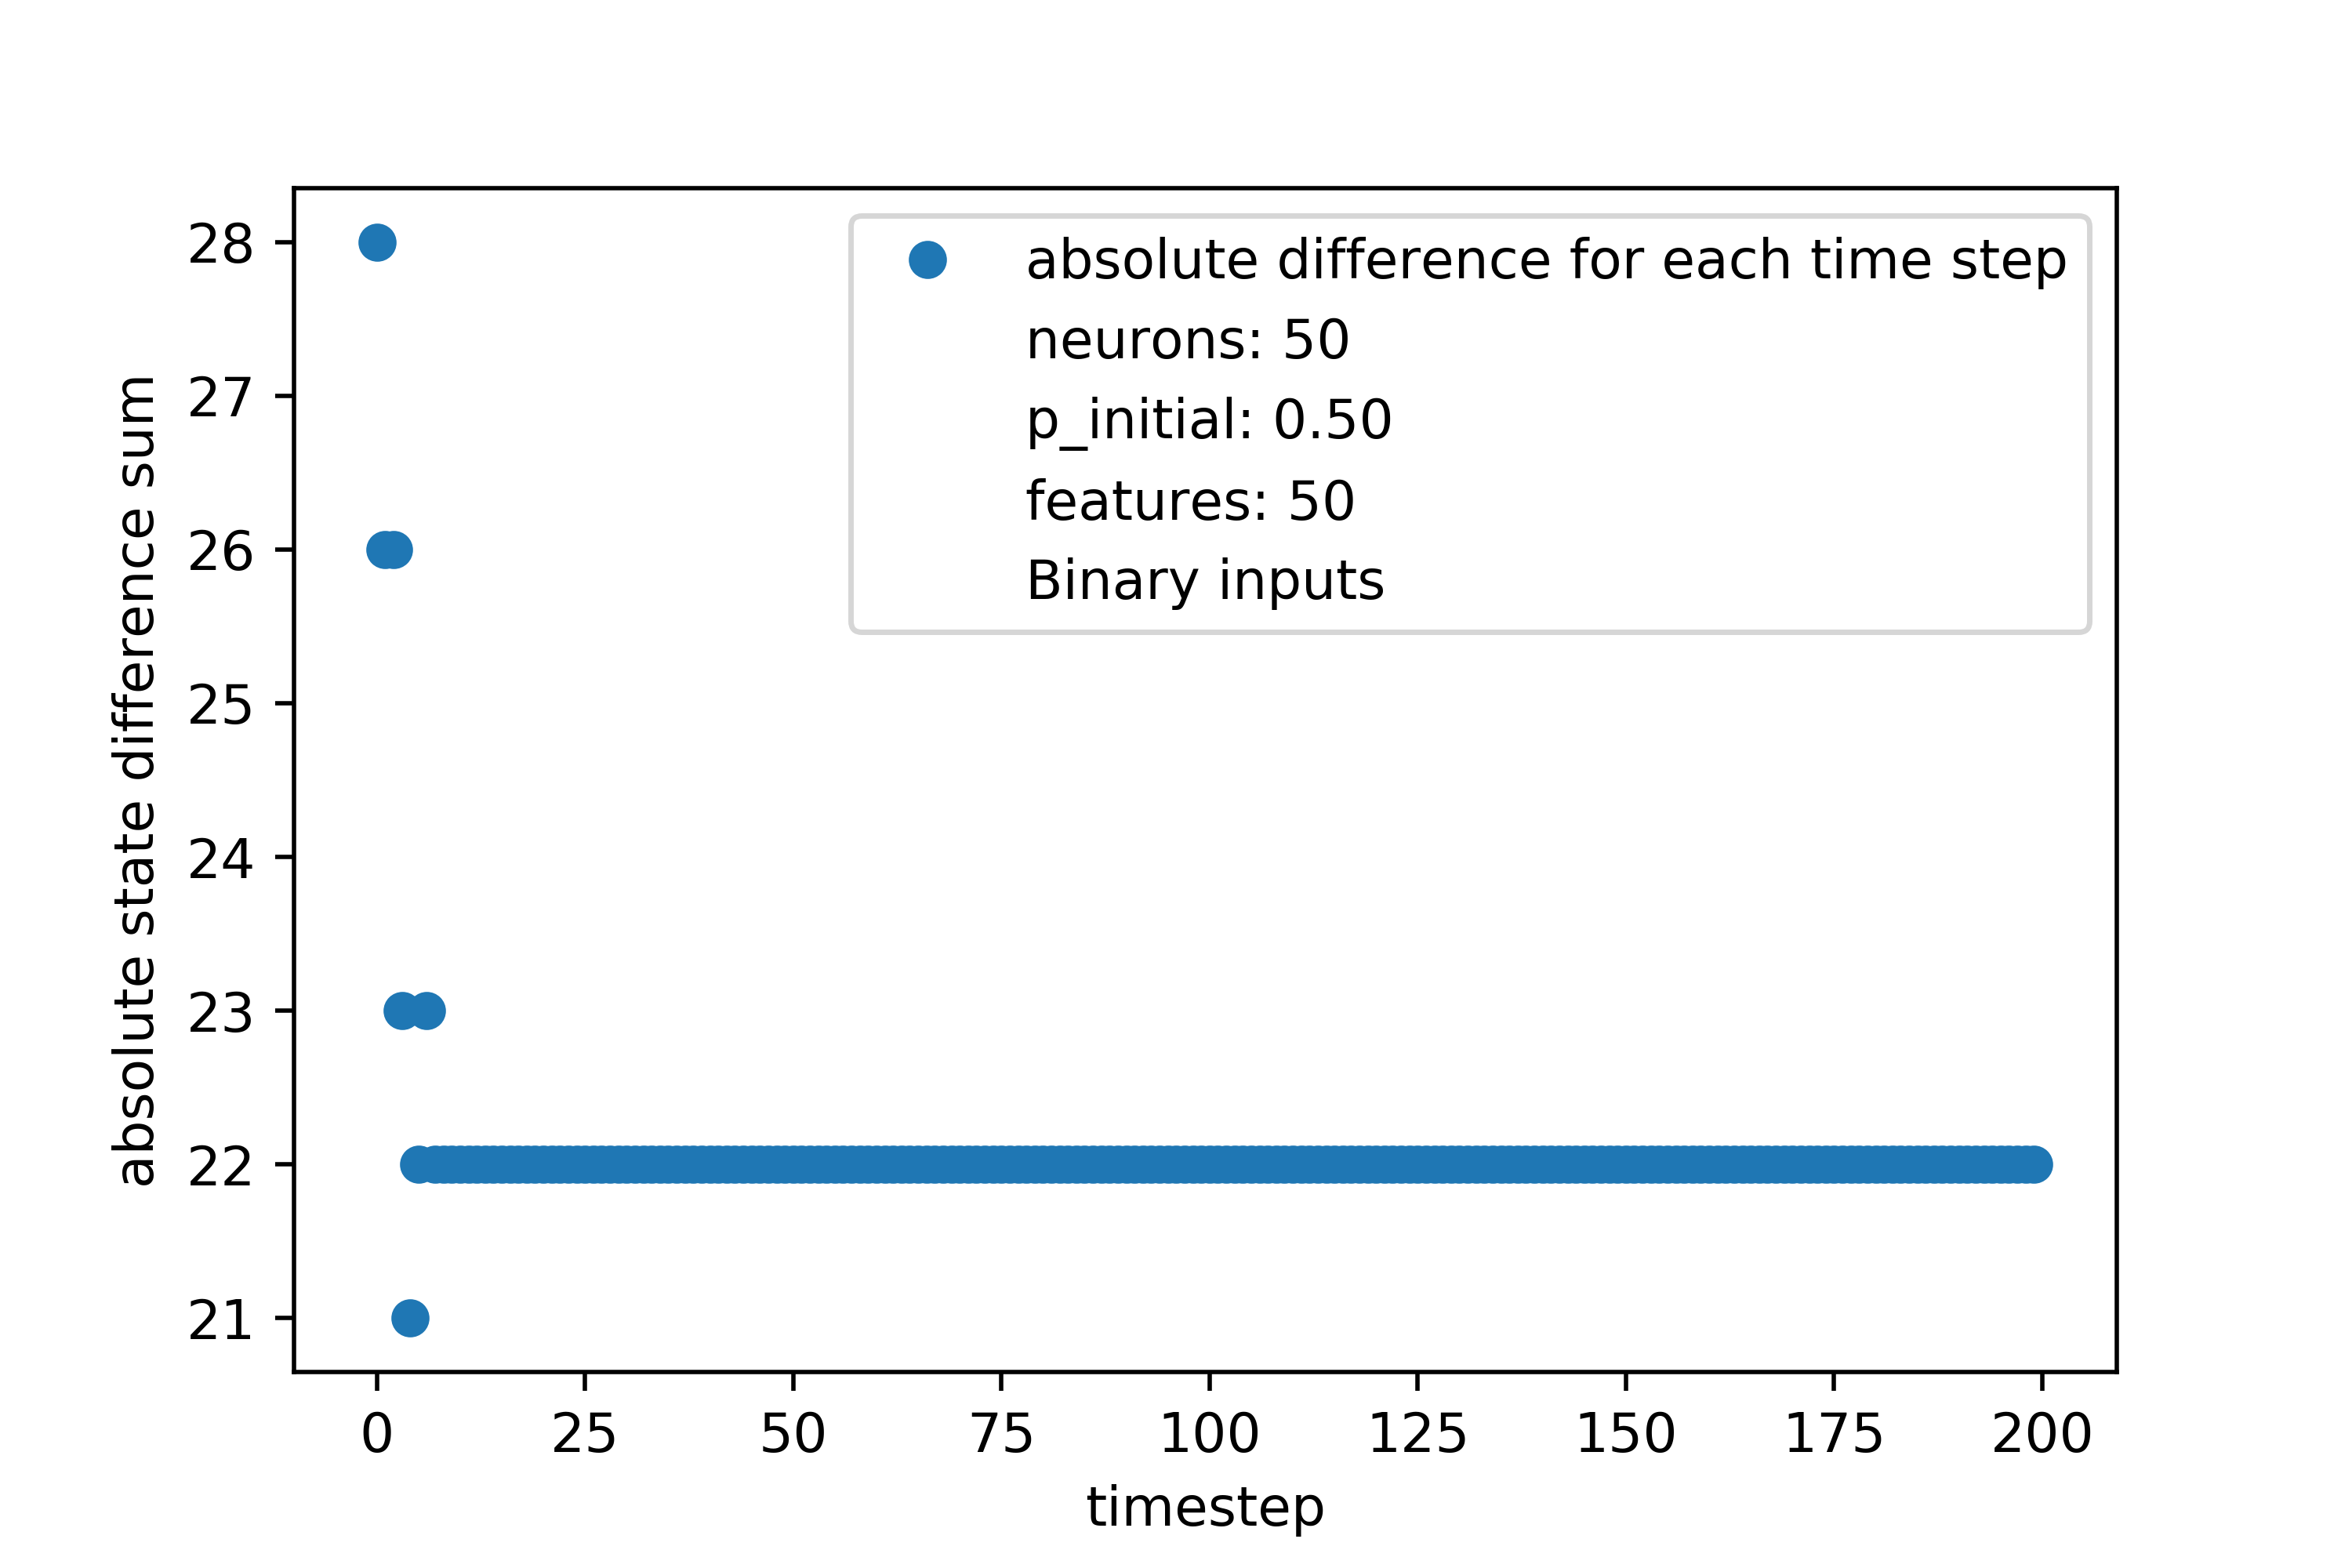 absolute difference for each time step
neurons: 50
p_initial: 0.50
features: 50
Binary inputs
absolute state difference sum
28
27
26
25
24
23
22
21
0 25 50 75 100 125 150 175 200
timestep